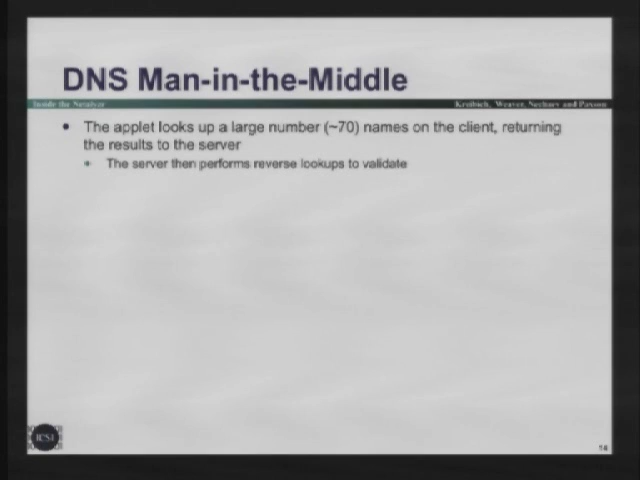 DNS Man-in-the-Middle
Inside the Netalyzr
Kreibich, Weaver, Nechaev and Paxson
The applet looks up a large number (~70) names on the client, returning
the results to the server
The server then performs reverse lookups to validate
ICSI